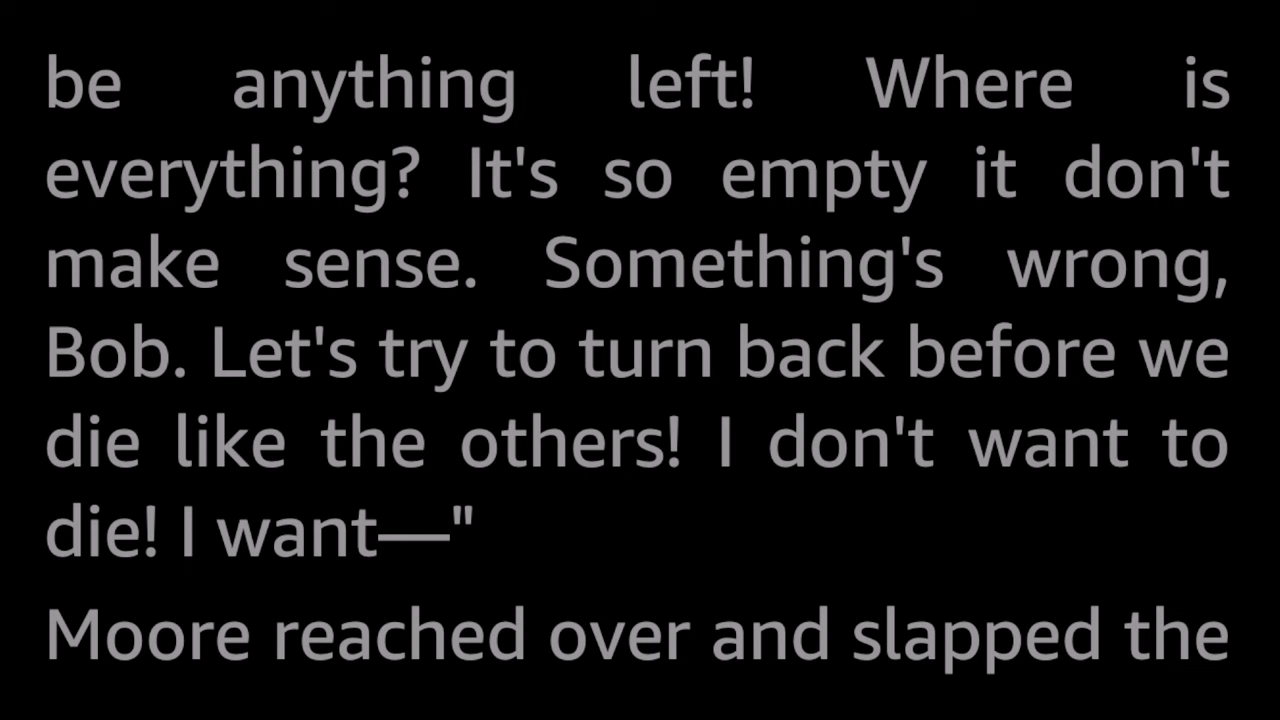 be anything left! Where is
everything? It's so empty it don't
make sense. Something's wrong,
Bob. Let's try to turn back before we
die like the others! I don't want to
die! I want—"
Moore reached over and slapped the